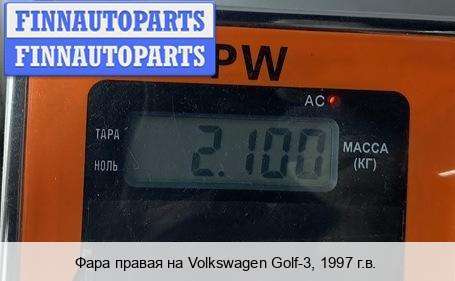 FINNAUTOPARTS
FINNAUTOPARTS
PW
AC
ТАРА
НОЛЬ
2.100
МАССА
(КГ)
Фара правая на Volkswagen Golf-3, 1997 г.в.